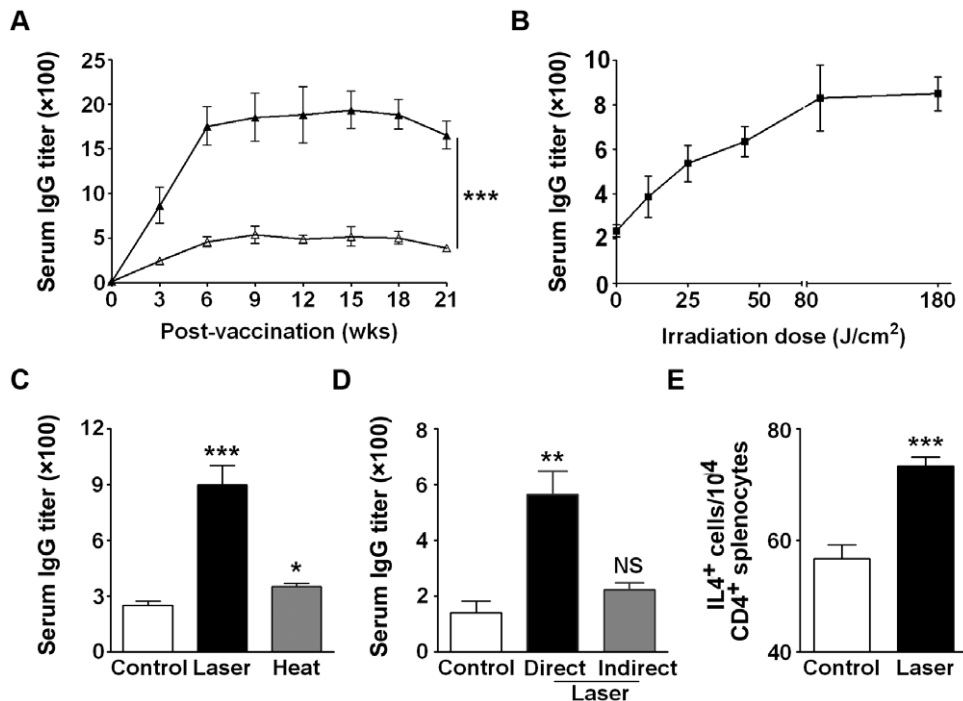 A
Serum IgG titer (×100)
25
20
15
10
5
0
***
0 3 6 9 12 15 18 21
Post-vaccination (wks)
B
Serum IgG titer (×100)
10
8
6
4
2
0
0 25 50 80 180
Irradiation dose (J/cm²)
C
Serum IgG titer (×100)
12
9
6
3
0
***
*
Control Laser Heat
D
Serum IgG titer (×100)
8
6
4
2
0
**
NS
Control Direct Indirect
Laser
E
IL4⁺ cells/10⁴
CD4⁺ splenocytes
80
60
40
***
Control Laser